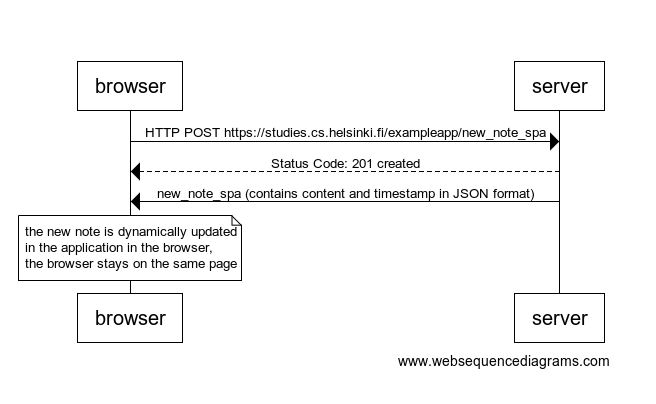 browser
server
HTTP POST https://studies.cs.helsinki.fi/exampleapp/new_note_spa
Status Code: 201 created
new_note_spa (contains content and timestamp in JSON format)
the new note is dynamically updated
in the application in the browser,
the browser stays on the same page
browser
server
www.websequencediagrams.com